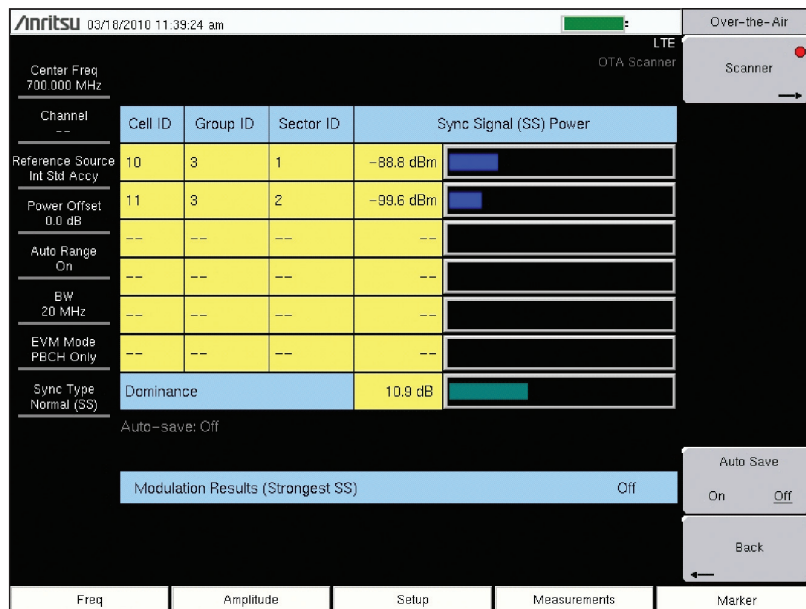 Anritsu 03/18/2010 11:39:24 am
Over-the-Air
LTE
OTA Scanner
Scanner
Center Freq
700.000 MHz
Channel
--
Reference Source
Int Std Accy
Power Offset
0.0 dB
Auto Range
On
BW
20 MHz
EVM Mode
PBCH Only
Sync Type
Normal (SS)
Cell ID Group ID Sector ID Sync Signal (SS) Power
10 3 1 -88.8 dBm
11 3 2 -99.6 dBm
-- -- -- --
-- -- -- --
-- -- -- --
-- -- -- --
Dominance 10.9 dB
Auto-save: Off
Modulation Results (Strongest SS) Off
Auto Save
On Off
Back
Freq Amplitude Setup Measurements Marker